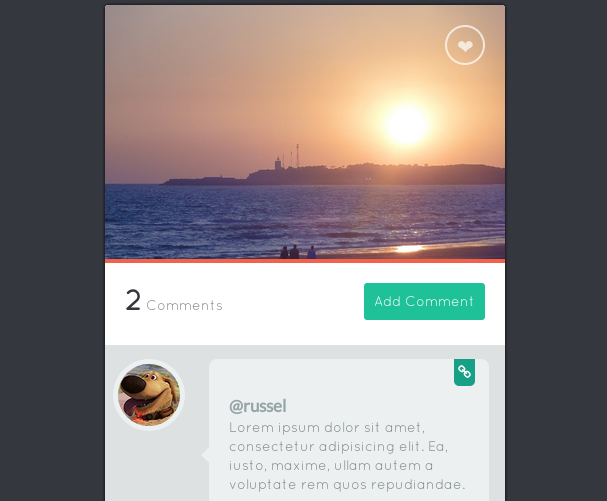 2 Comments
Add Comment
@russel
Lorem ipsum dolor sit amet,
consectetur adipisicing elit. Ea,
iusto, maxime, ullam autem a
voluptate rem quos repudiandae.